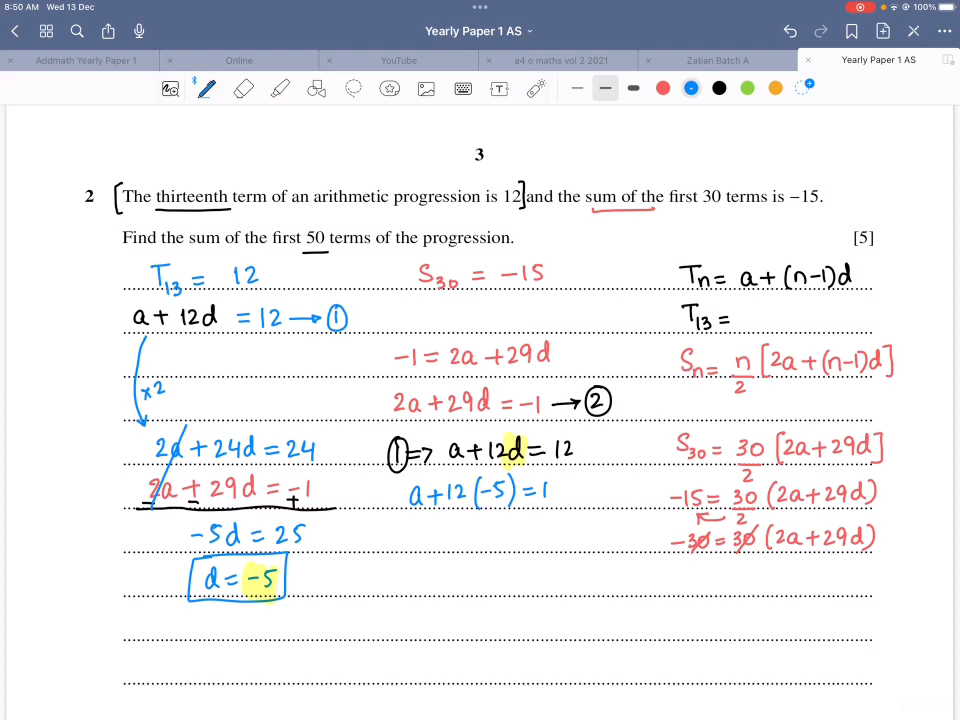 8:50 AM Wed 13 Dec
100%
Yearly Paper 1 AS
Addmath Yearly Paper 1
Online
YouTube
a4 o maths vol 2 2021
Zatian Batch A
Yearly Paper 1 AS
3
2 [The thirteenth term of an arithmetic progression is 12] and the sum of the first 30 terms is −15.
Find the sum of the first 50 terms of the progression. [5]
T13 = 12
S30 = -15
Tn = a + (n-1)d
a + 12d = 12 → ①
T13 =
-1 = 2a + 29d
Sn = n/2 [2a + (n-1)d]
×2
2a + 29d = -1 → ②
2a + 24d = 24
① => a + 12d = 12
S30 = 30/2 [2a + 29d]
2a + 29d = -1
- - +
a + 12(-5) = 1
-15 = 30/2 (2a + 29d)
-5d = 25
-30 = 30 (2a + 29d)
d = -5